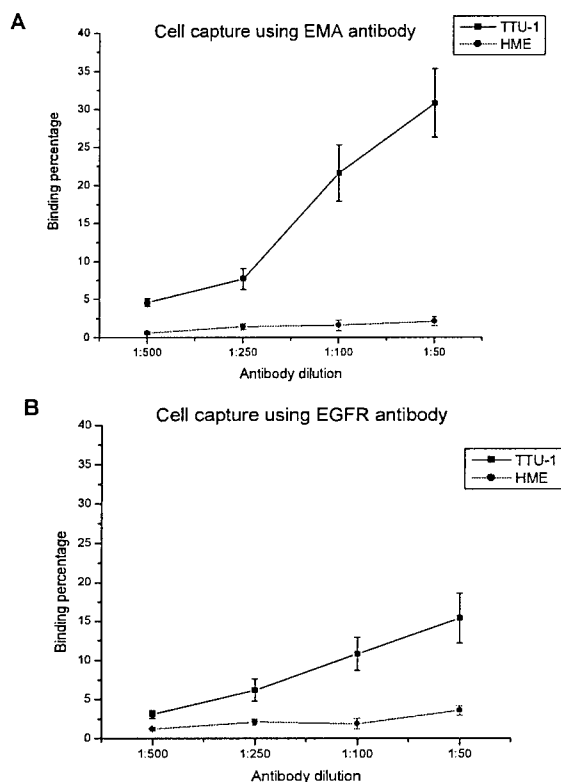 A
Cell capture using EMA antibody
TTU-1
HME
Binding percentage
40
35
30
25
20
15
10
5
0
1:500 1:250 1:100 1:50
Antibody dilution
B
Cell capture using EGFR antibody
TTU-1
HME
Binding percentage
40
35
30
25
20
15
10
5
0
1:500 1:250 1:100 1:50
Antibody dilution